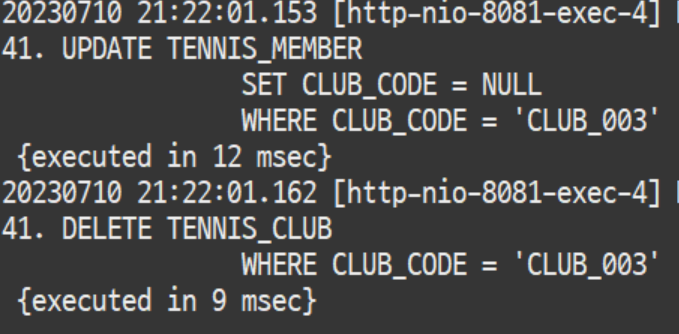 20230710 21:22:01.153 [http-nio-8081-exec-4]
41. UPDATE TENNIS_MEMBER
SET CLUB_CODE = NULL
WHERE CLUB_CODE = 'CLUB_003'
{executed in 12 msec}
20230710 21:22:01.162 [http-nio-8081-exec-4]
41. DELETE TENNIS_CLUB
WHERE CLUB_CODE = 'CLUB_003'
{executed in 9 msec}